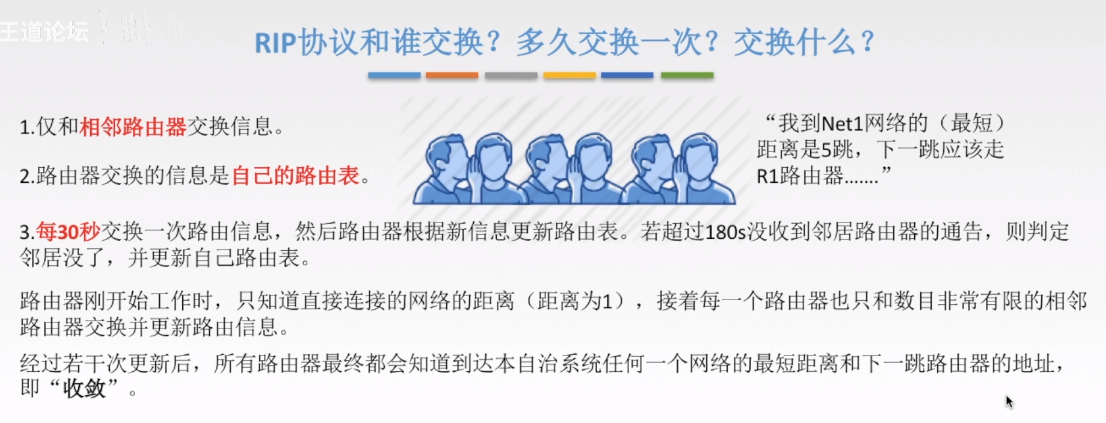 王道论坛
RIP协议和谁交换？多久交换一次？交换什么？
1.仅和相邻路由器交换信息。
2.路由器交换的信息是自己的路由表。
“我到Net1网络的（最短）
距离是5跳，下一跳应该走
R1路由器.......”
3.每30秒交换一次路由信息，然后路由器根据新信息更新路由表。若超过180s没收到邻居路由器的通告，则判定
邻居没了，并更新自己路由表。
路由器刚开始工作时，只知道直接连接的网络的距离（距离为1），接着每一个路由器也只和数目非常有限的相邻
路由器交换并更新路由信息。
经过若干次更新后，所有路由器最终都会知道到达本自治系统任何一个网络的最短距离和下一跳路由器的地址，
即“收敛”。